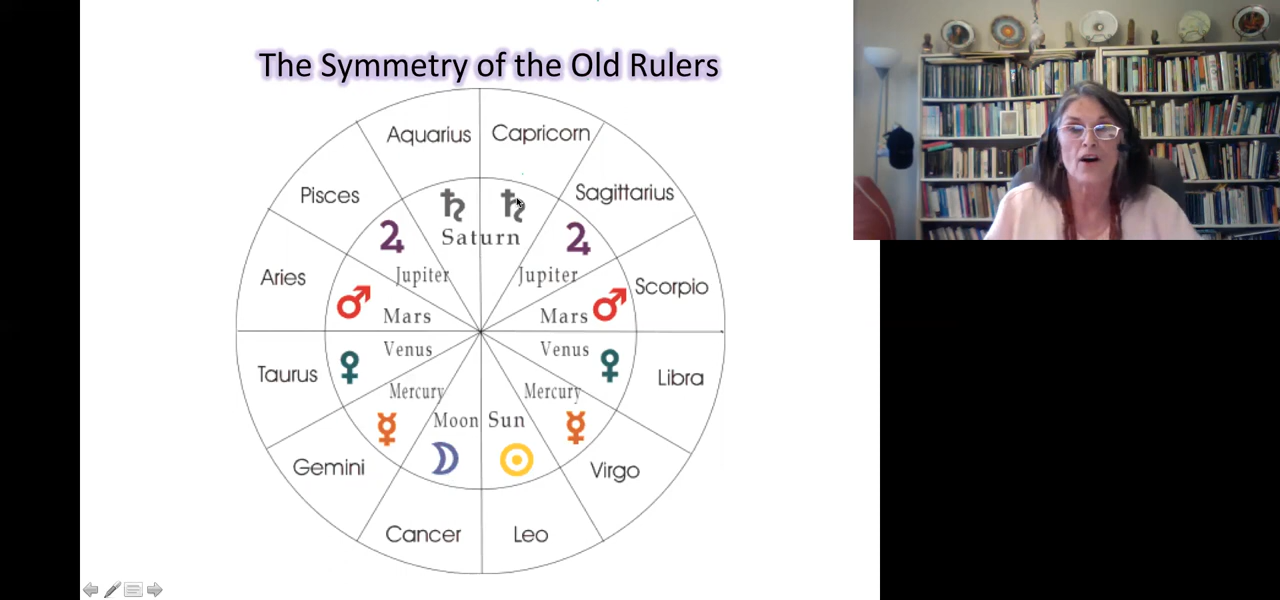 The Symmetry of the Old Rulers
Aquarius Capricorn
Pisces Sagittarius
Saturn
Jupiter Jupiter
Aries Scorpio
Mars Mars
Venus Venus
Taurus Libra
Mercury Mercury
Moon Sun
Gemini Virgo
Cancer Leo